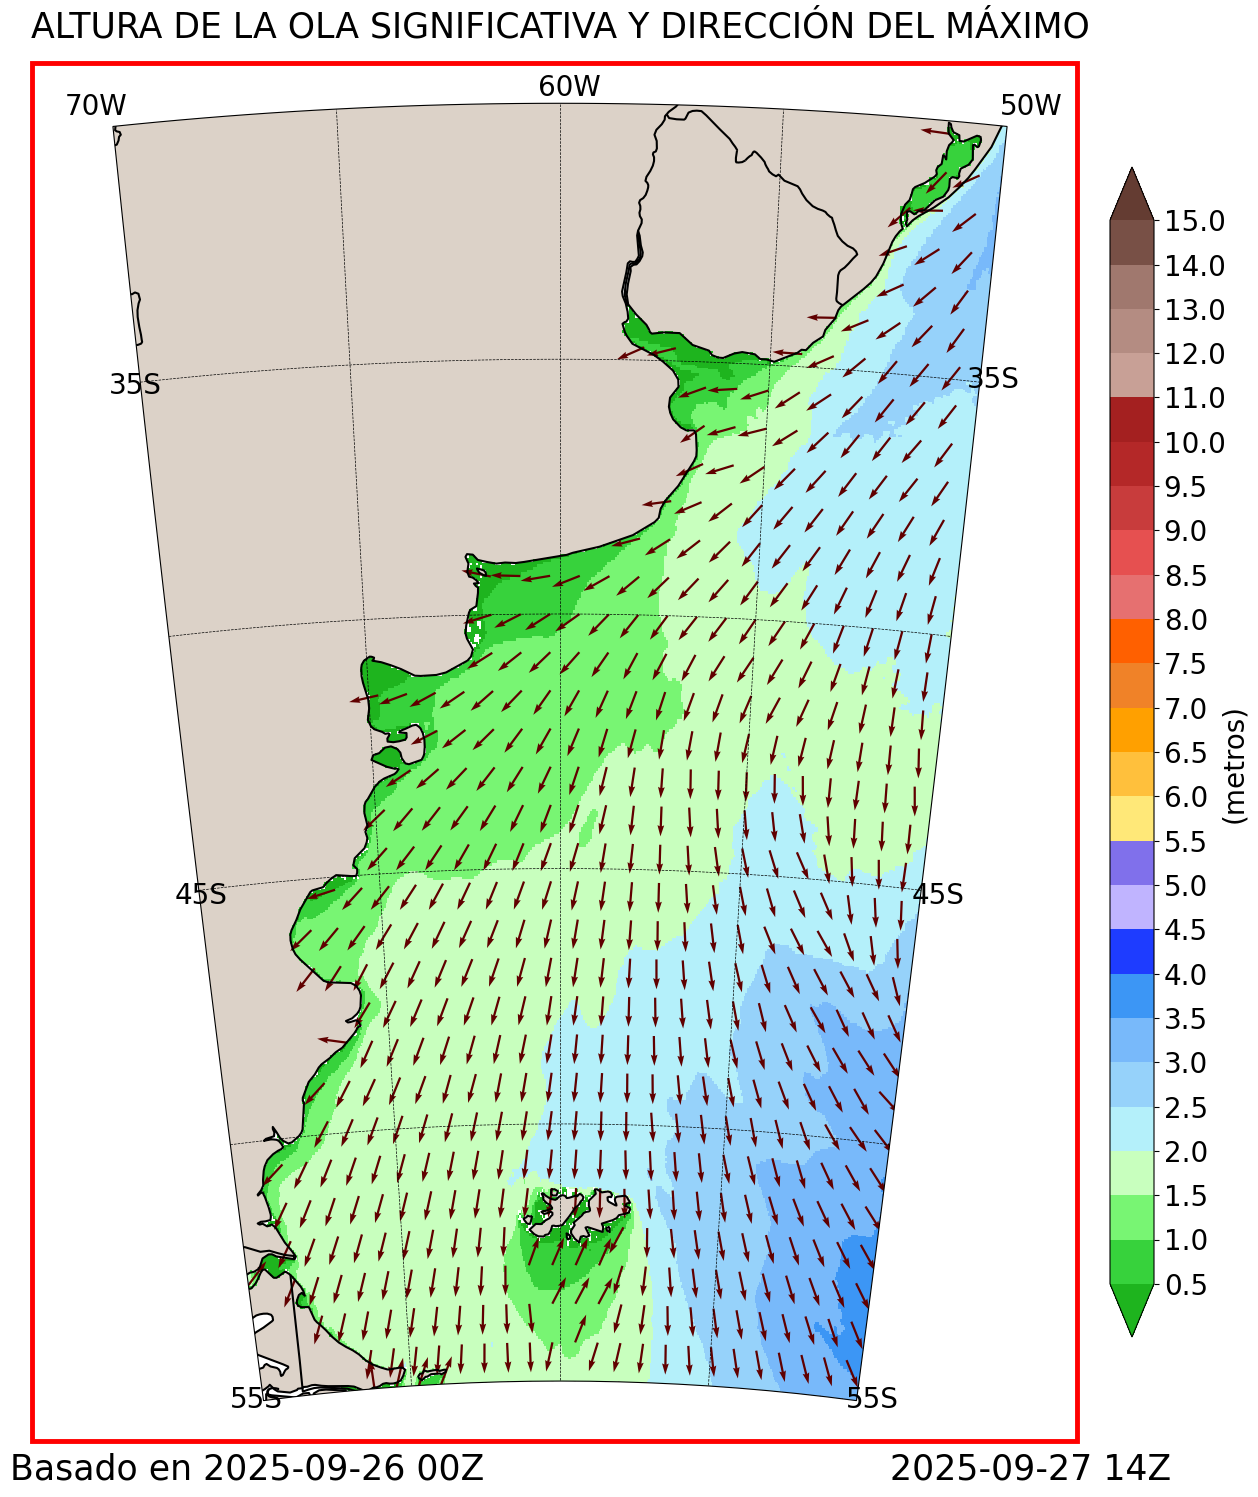 ALTURA DE LA OLA SIGNIFICATIVA Y DIRECCIÓN DEL MÁXIMO
70W
60W
50W
35S
35S
45S
45S
55S
55S
15.0
14.0
13.0
12.0
11.0
10.0
9.5
9.0
8.5
8.0
7.5
7.0
6.5
6.0
5.5
5.0
4.5
4.0
3.5
3.0
2.5
2.0
1.5
1.0
0.5
(metros)
Basado en 2025-09-26 00Z
2025-09-27 14Z